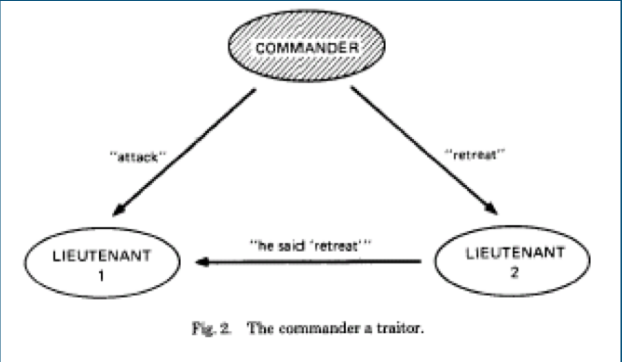 COMMANDER
"attack"
"retreat"
LIEUTENANT
1
"he said 'retreat'"
LIEUTENANT
2
Fig. 2. The commander a traitor.